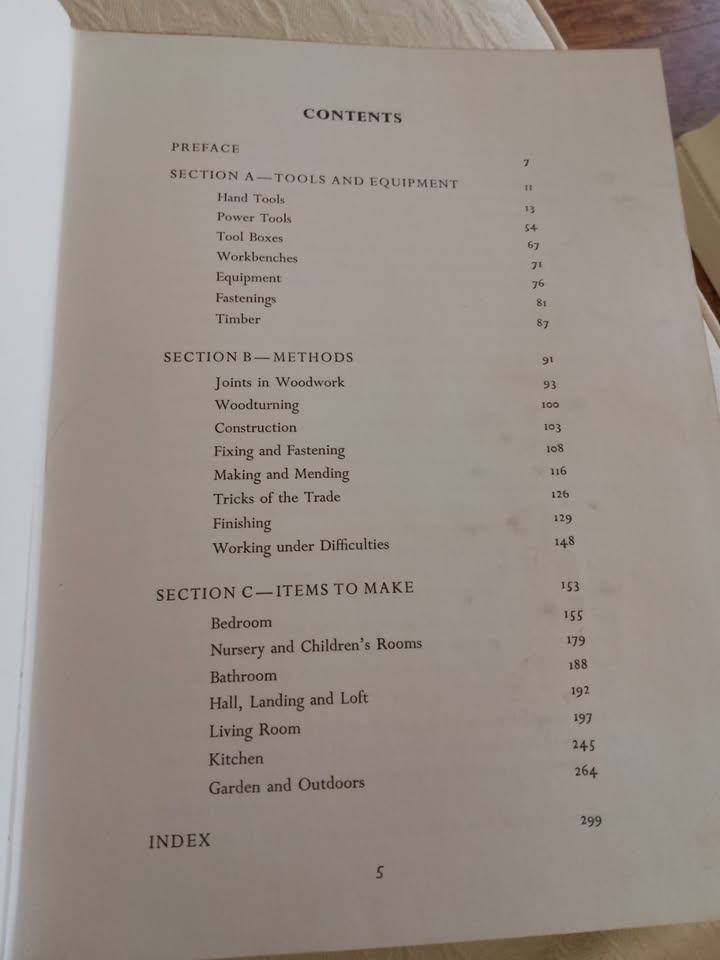 CONTENTS
PREFACE 7
SECTION A—TOOLS AND EQUIPMENT 11
Hand Tools 13
Power Tools 54
Tool Boxes 67
Workbenches 71
Equipment 76
Fastenings 81
Timber 87
SECTION B—METHODS 91
Joints in Woodwork 93
Woodturning 100
Construction 103
Fixing and Fastening 108
Making and Mending 116
Tricks of the Trade 126
Finishing 129
Working under Difficulties 148
SECTION C—ITEMS TO MAKE 153
Bedroom 155
Nursery and Children's Rooms 179
Bathroom 188
Hall, Landing and Loft 192
Living Room 197
Kitchen 245
Garden and Outdoors 264
INDEX 299
5